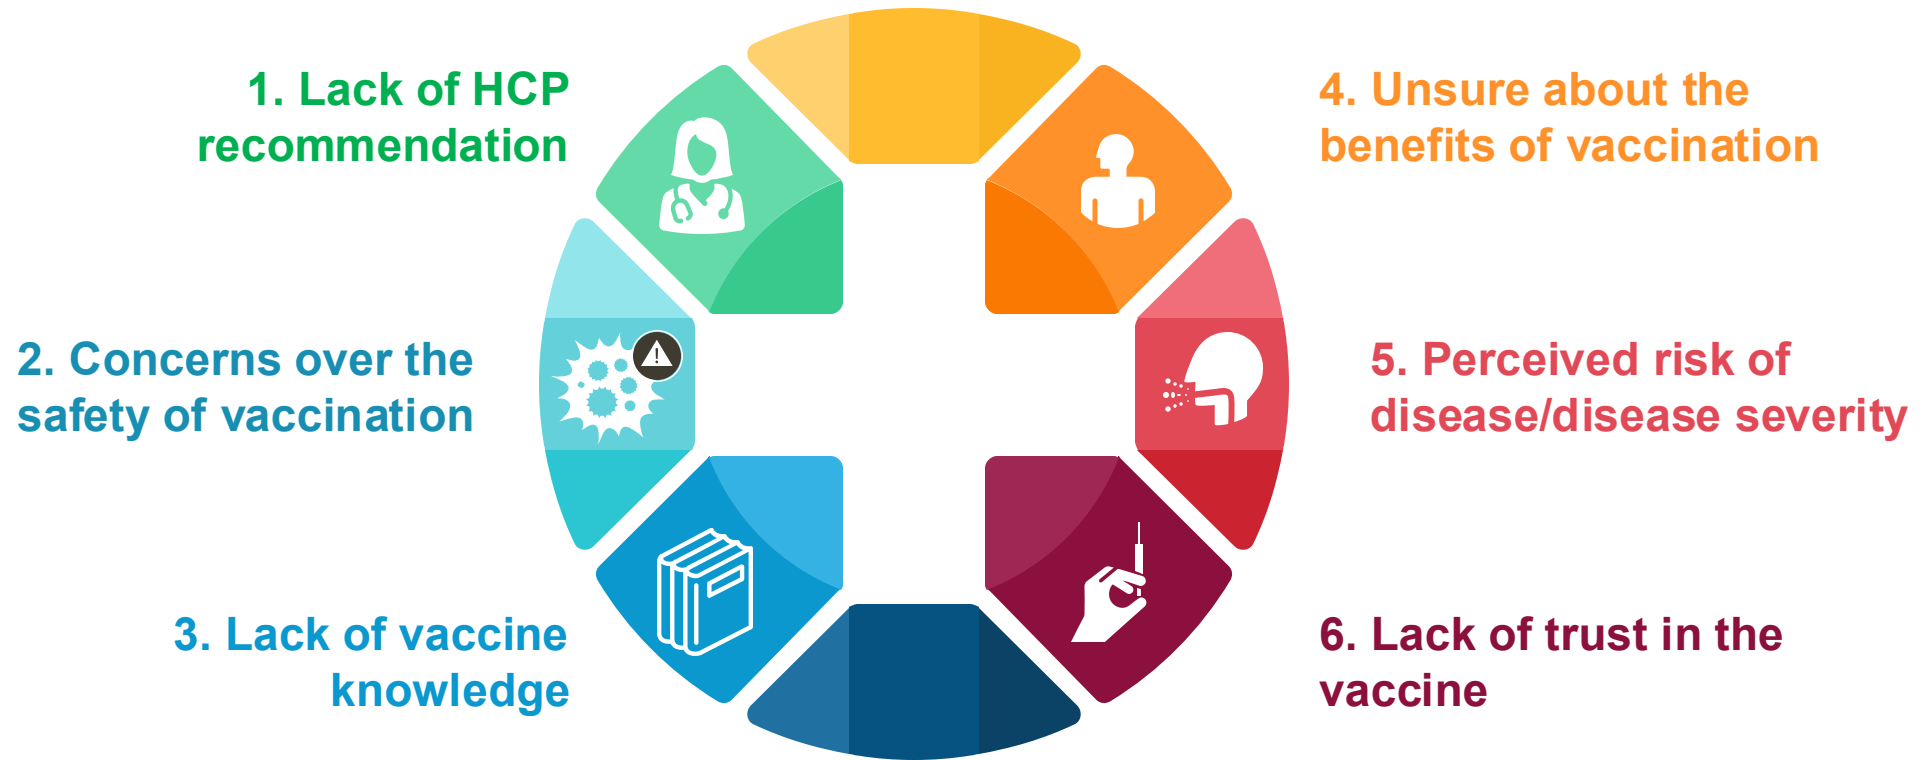 1. Lack of HCP
recommendation
2. Concerns over the
safety of vaccination
3. Lack of vaccine
knowledge
4. Unsure about the
benefits of vaccination
5. Perceived risk of
disease/disease severity
6. Lack of trust in the
vaccine